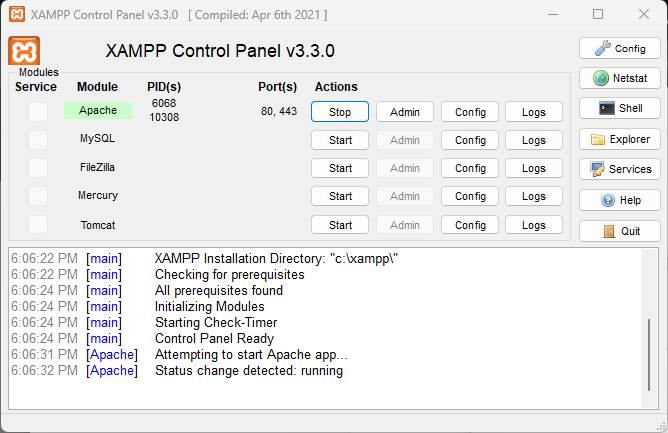 XAMPP Control Panel v3.3.0 [ Compiled: Apr 6th 2021 ]
XAMPP Control Panel v3.3.0
Config
Modules
Service Module PID(s) Port(s) Actions
Netstat
Apache 6068 80, 443 Stop Admin Config Logs
10308
Shell
MySQL Start Admin Config Logs
Explorer
FileZilla Start Admin Config Logs
Services
Mercury Start Admin Config Logs
Help
Tomcat Start Admin Config Logs
Quit
6:06:22 PM [main] XAMPP Installation Directory: "c:\xampp\"
6:06:22 PM [main] Checking for prerequisites
6:06:24 PM [main] All prerequisites found
6:06:24 PM [main] Initializing Modules
6:06:24 PM [main] Starting Check-Timer
6:06:24 PM [main] Control Panel Ready
6:06:31 PM [Apache] Attempting to start Apache app...
6:06:32 PM [Apache] Status change detected: running